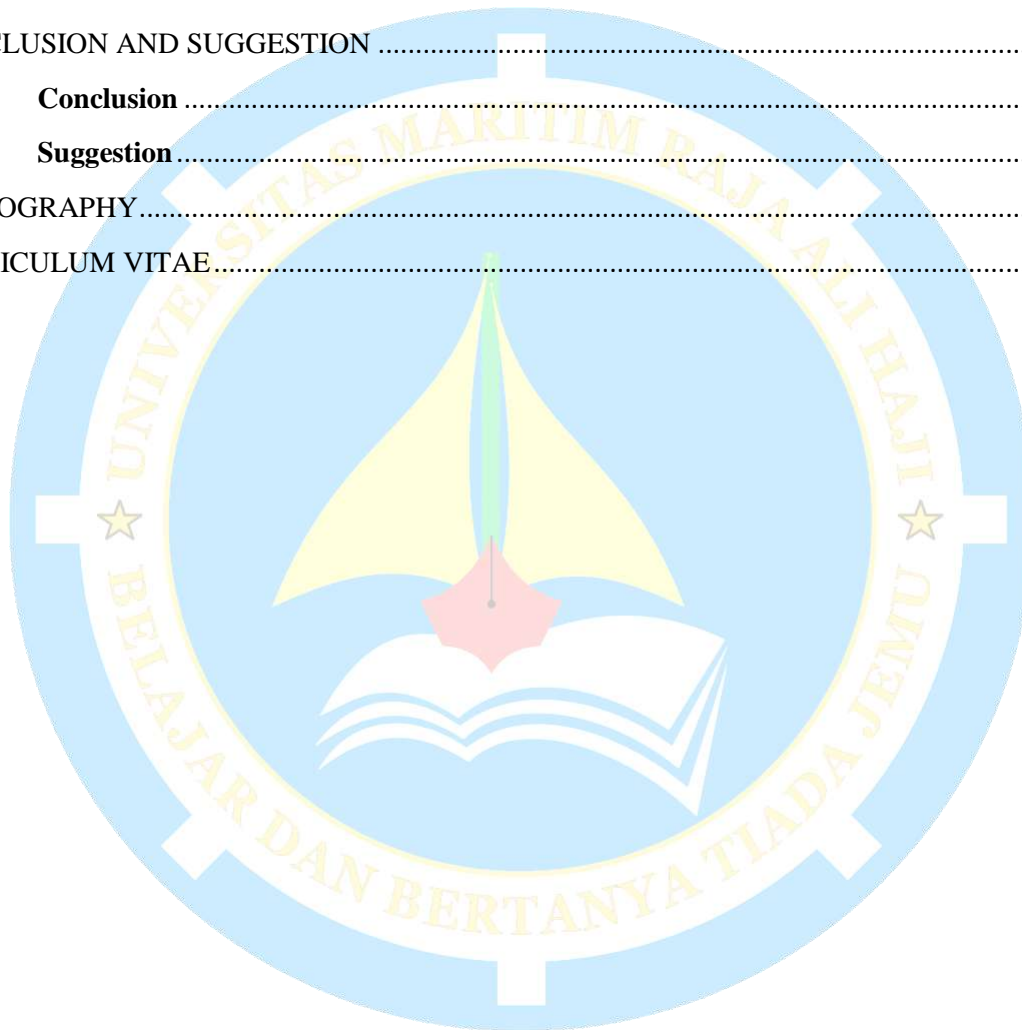 CLUSION AND SUGGESTION ..........................................................................................
Conclusion ..........................................................................................
Suggestion ..........................................................................................
OGRAPHY ..........................................................................................
ICULUM VITAE ..........................................................................................
UNIVERSITAS MARITIM RAJA ALI HAJI
BELAJAR DAN BERTANYA TIADA JEMU